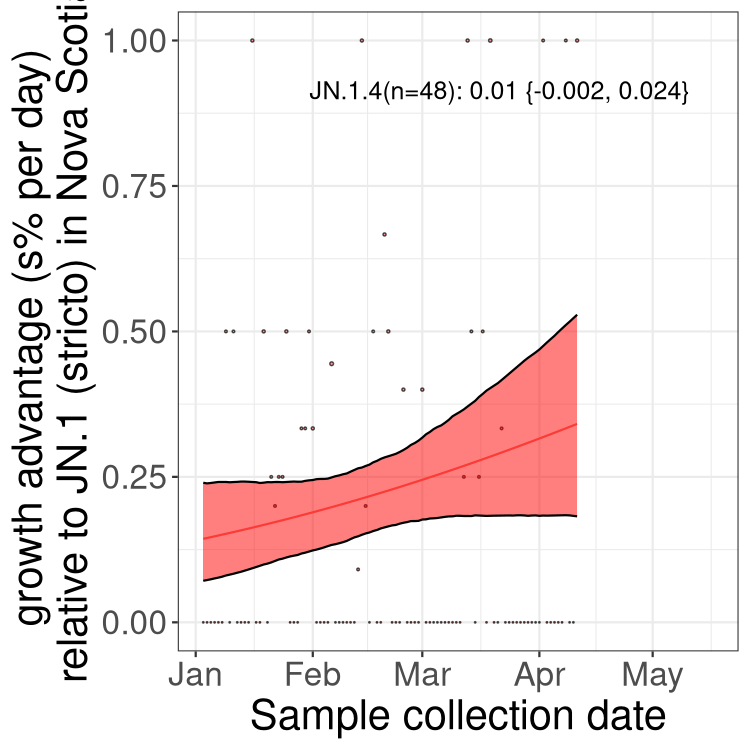 growth advantage (s% per day)
relative to JN.1 (stricto) in Nova Scotia
1.00
JN.1.4(n=48): 0.01 {-0.002, 0.024}
0.75
0.50
0.25
0.00
Jan Feb Mar Apr May
Sample collection date